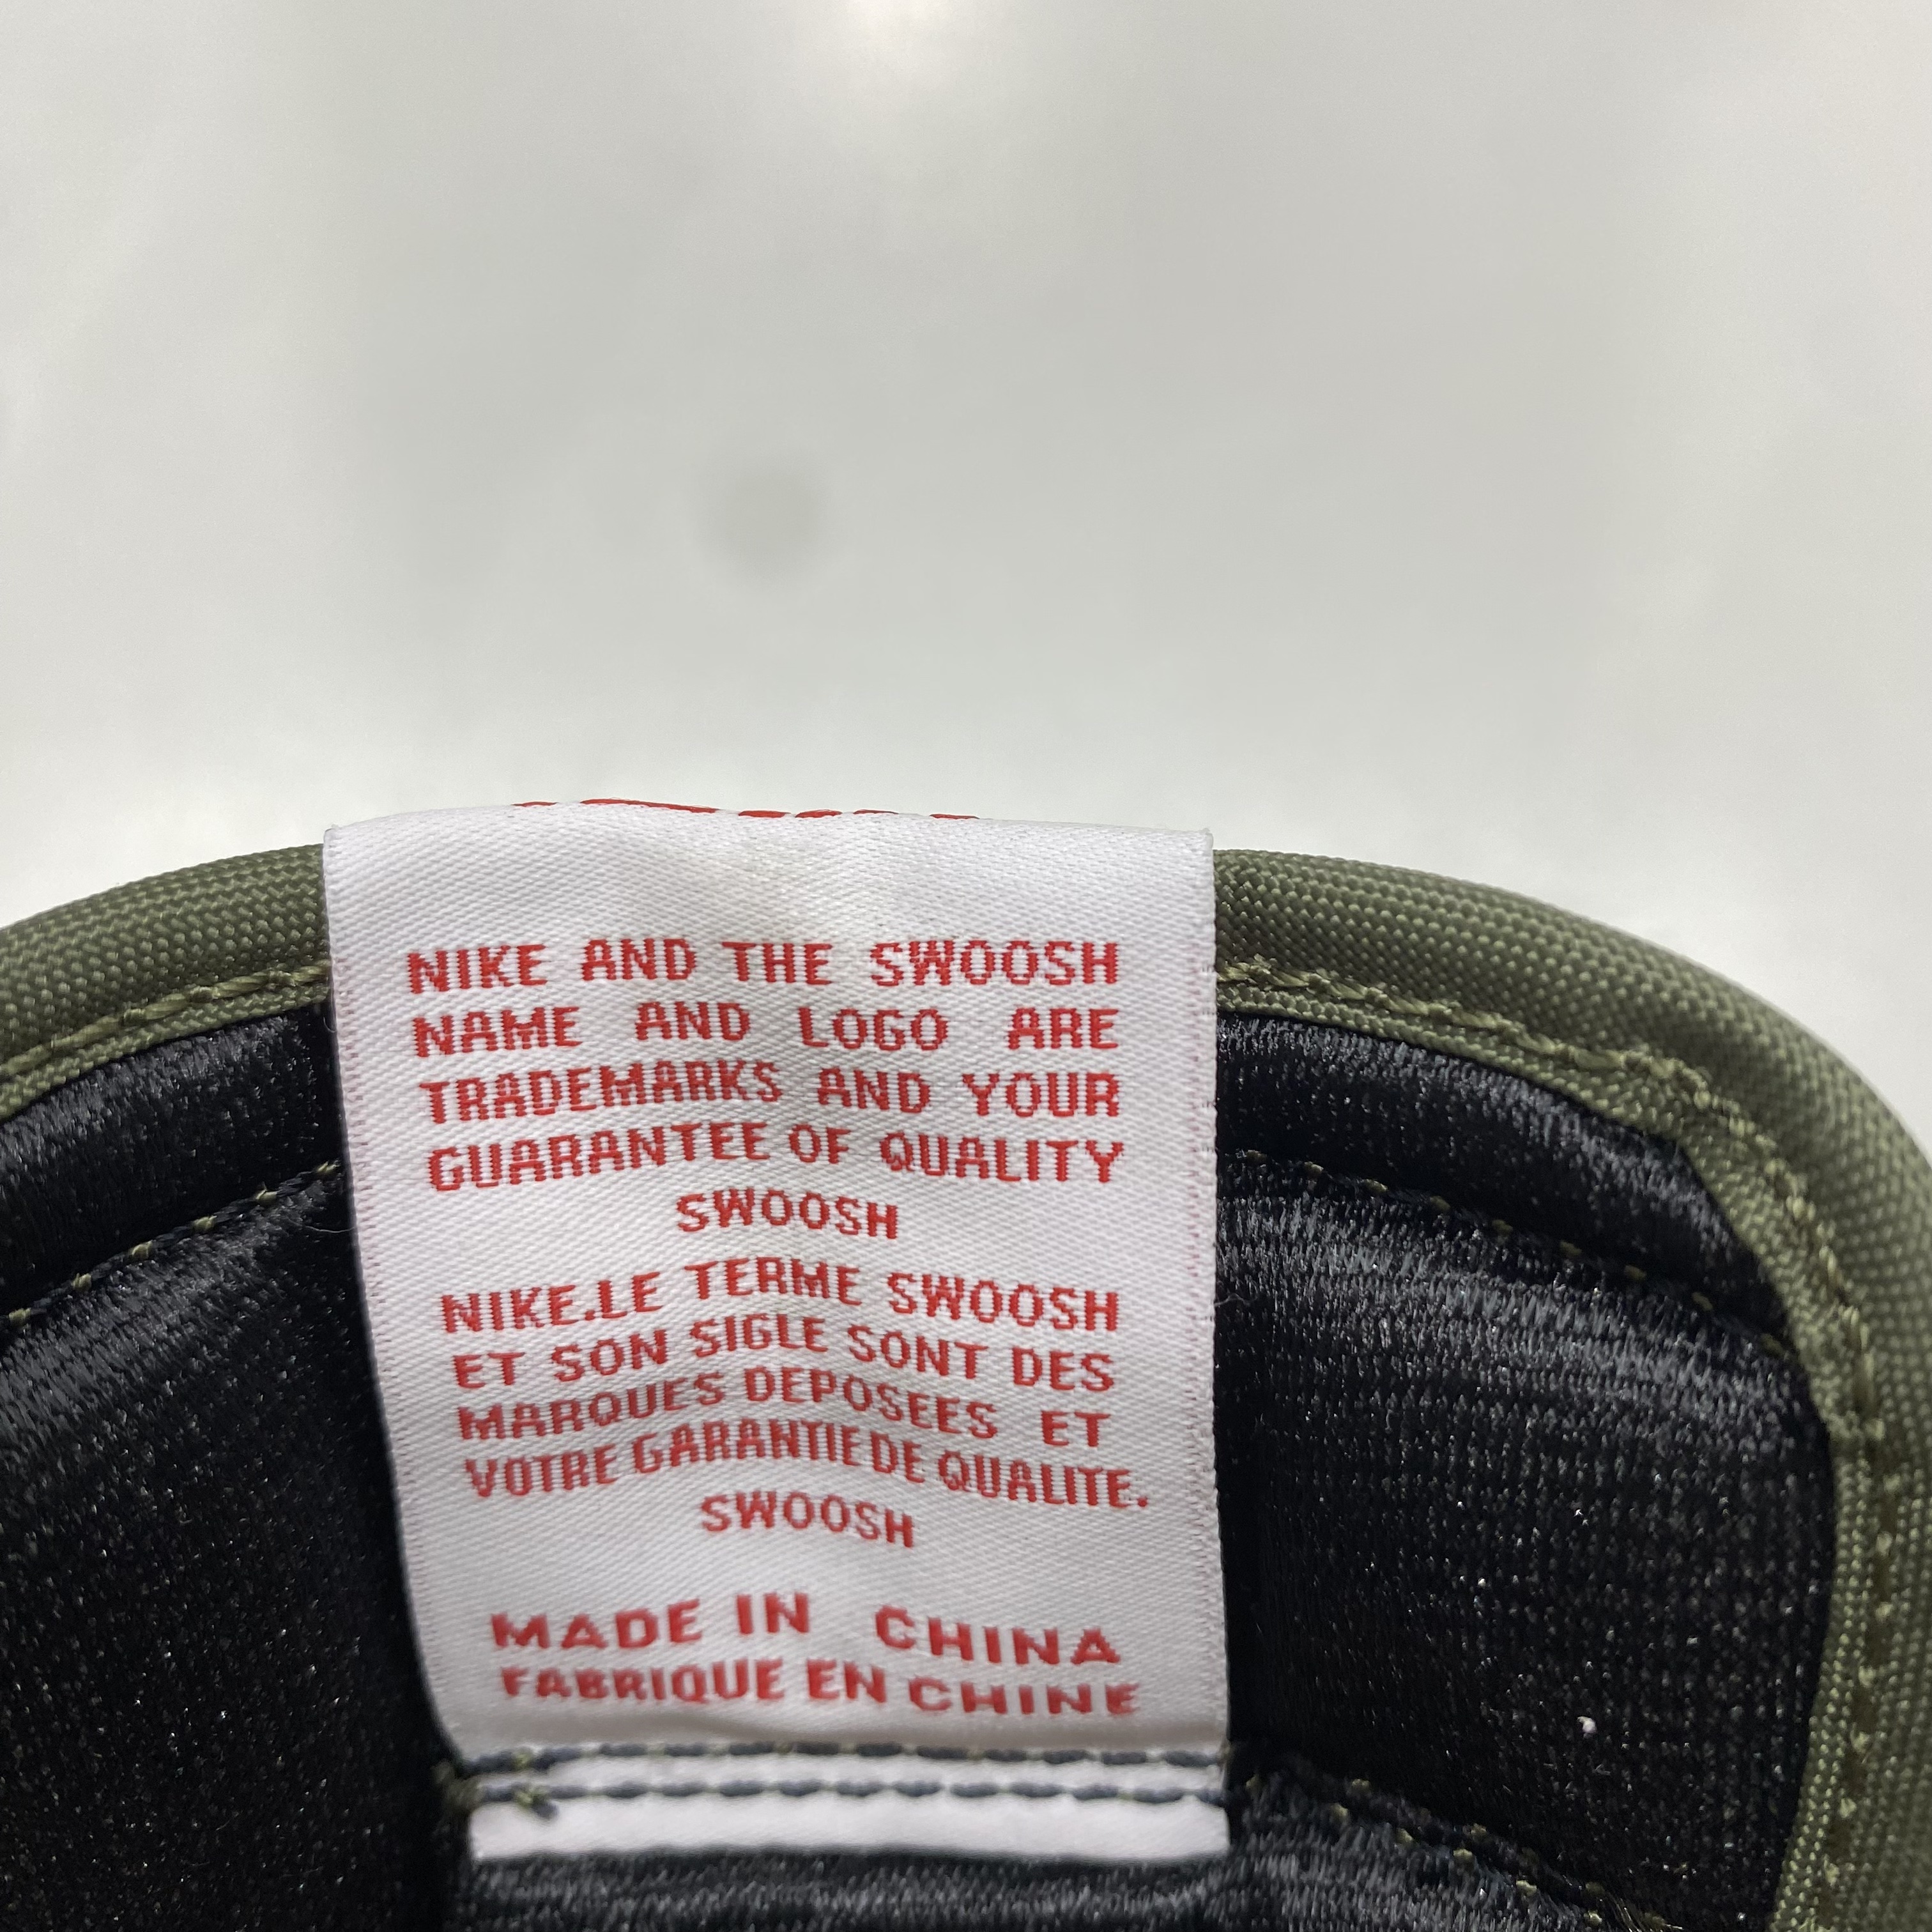 NIKE AND THE SWOOSH
NAME AND LOGO ARE
TRADEMARKS AND YOUR
GUARANTEE OF QUALITY
SWOOSH
NIKE.LE TERME SWOOSH
ET SON SIGLE SONT DES
MARQUES DEPOSEES ET
VOTRE GARANTIE DE QUALITE.
SWOOSH
MADE IN CHINA
FABRIQUE EN CHINE